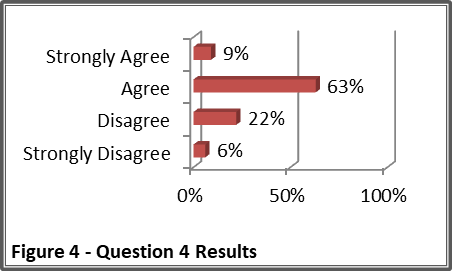 Strongly Agree 9%
Agree 63%
Disagree 22%
Strongly Disagree 6%
0% 50% 100%
Figure 4 - Question 4 Results